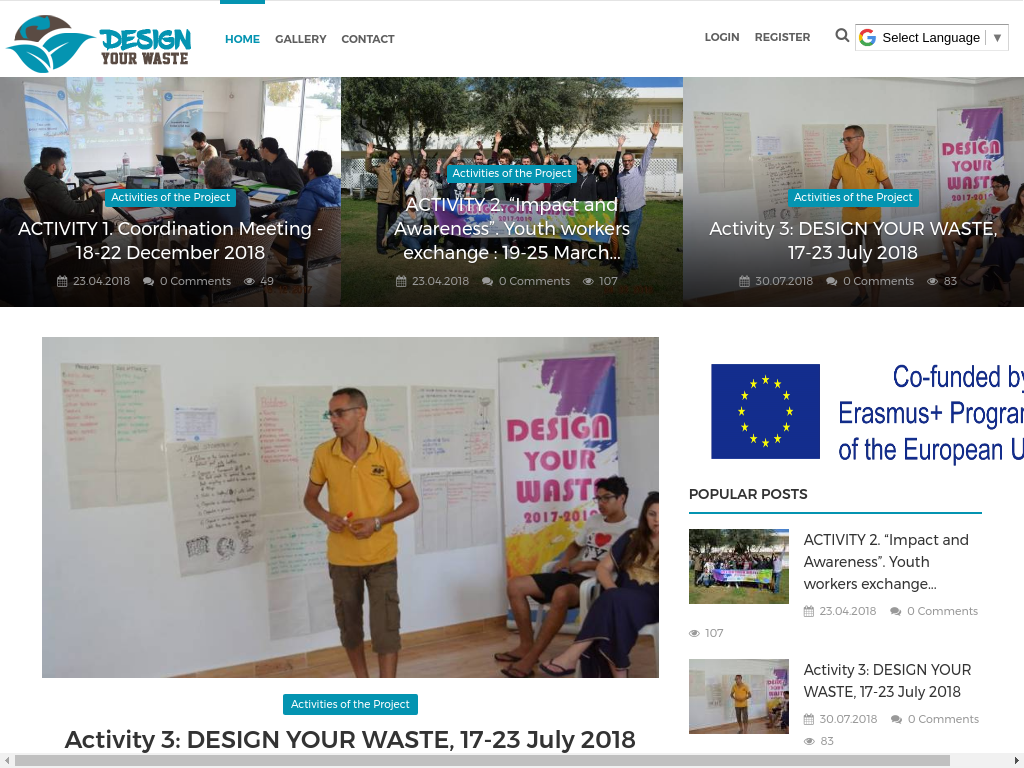 DESIGN
YOUR WASTE
HOME
GALLERY
CONTACT
LOGIN
REGISTER
Select Language ▼
Activities of the Project
ACTIVITY 1. Coordination Meeting -
18-22 December 2018
23.04.2018 0 Comments 49
Activities of the Project
ACTIVITY 2. “Impact and
Awareness”. Youth workers
exchange : 19-25 March...
23.04.2018 0 Comments 107
DESIGN
YOUR
WASTE
Activities of the Project
Activity 3: DESIGN YOUR WASTE,
17-23 July 2018
30.07.2018 0 Comments 83
DESIGN
YOUR
WASTE
2017-2018
Activities of the Project
Activity 3: DESIGN YOUR WASTE, 17-23 July 2018
Co-funded by
Erasmus+ Program
of the European U
POPULAR POSTS
ACTIVITY 2. “Impact and
Awareness”. Youth
workers exchange...
23.04.2018 0 Comments
107
Activity 3: DESIGN YOUR
WASTE, 17-23 July 2018
30.07.2018 0 Comments
83